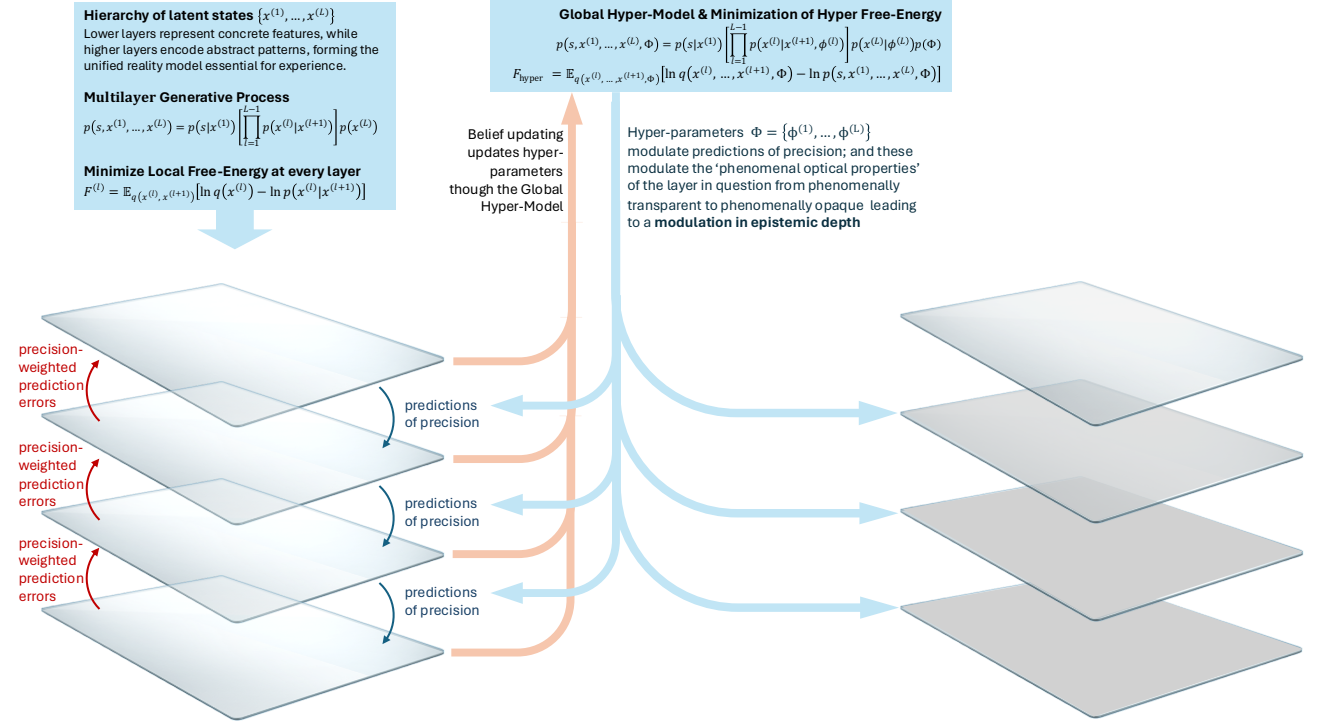 Hierarchy of latent states {x⁽¹⁾, …, x⁽ᴸ⁾}
Lower layers represent concrete features, while
higher layers encode abstract patterns, forming the
unified reality model essential for experience.
Multilayer Generative Process
p(s, x⁽¹⁾, …, x⁽ᴸ⁾) = p(s|x⁽¹⁾) [∏_{l=1}^{L−1} p(x⁽ˡ⁾|x⁽ˡ⁺¹⁾)] p(x⁽ᴸ⁾)
Minimize Local Free-Energy at every layer
F⁽ˡ⁾ = 𝔼_{q(x⁽ˡ⁾, x⁽ˡ⁺¹⁾)}[ln q(x⁽ˡ⁾) − ln p(x⁽ˡ⁾|x⁽ˡ⁺¹⁾)]
Global Hyper-Model & Minimization of Hyper Free-Energy
p(s, x⁽¹⁾, …, x⁽ᴸ⁾, Φ) = p(s|x⁽¹⁾) [∏_{l=1}^{L−1} p(x⁽ˡ⁾|x⁽ˡ⁺¹⁾, ϕ⁽ˡ⁾)] p(x⁽ᴸ⁾|ϕ⁽ᴸ⁾)p(Φ)
F_hyper = 𝔼_{q(x⁽ˡ⁾, …, x⁽ˡ⁺¹⁾,Φ)}[ln q(x⁽ˡ⁾, …, x⁽ˡ⁺¹⁾, Φ) − ln p(s, x⁽¹⁾, …, x⁽ᴸ⁾, Φ)]
Belief updating
updates hyper-
parameters
though the Global
Hyper-Model
Hyper-parameters Φ = {ϕ⁽¹⁾, …, ϕ⁽ᴸ⁾}
modulate predictions of precision; and these
modulate the ‘phenomenal optical properties’
of the layer in question from phenomenally
transparent to phenomenally opaque leading
to a modulation in epistemic depth
precision-
weighted
prediction
errors
predictions
of precision
precision-
weighted
prediction
errors
predictions
of precision
precision-
weighted
prediction
errors
predictions
of precision